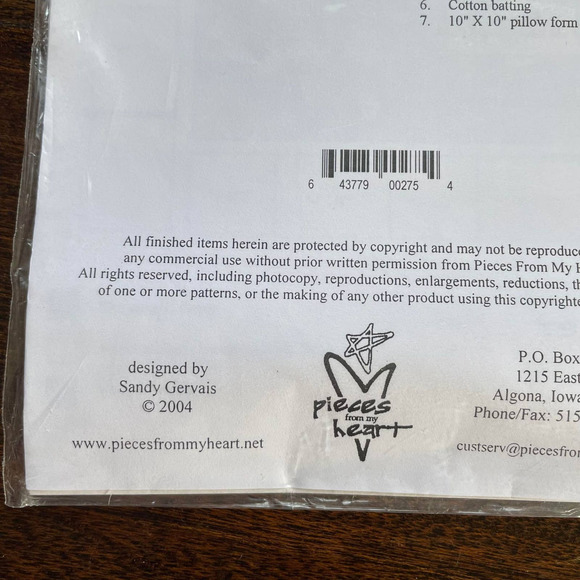 6. Cotton batting
7. 10" X 10" pillow form
6 43779 00275 4
All finished items herein are protected by copyright and may not be
any commercial use without prior written permission from Pieces From My
All rights reserved, including photocopy, reproductions, enlargements, reductions,
of one or more patterns, or the making of any other product using this
designed by
Sandy Gervais
© 2004
www.piecesfrommyheart.net
pieces
from my
heart
P.O. Box
1215 East
Algona, Iowa
Phone/Fax: 515
custserv@piecesfro